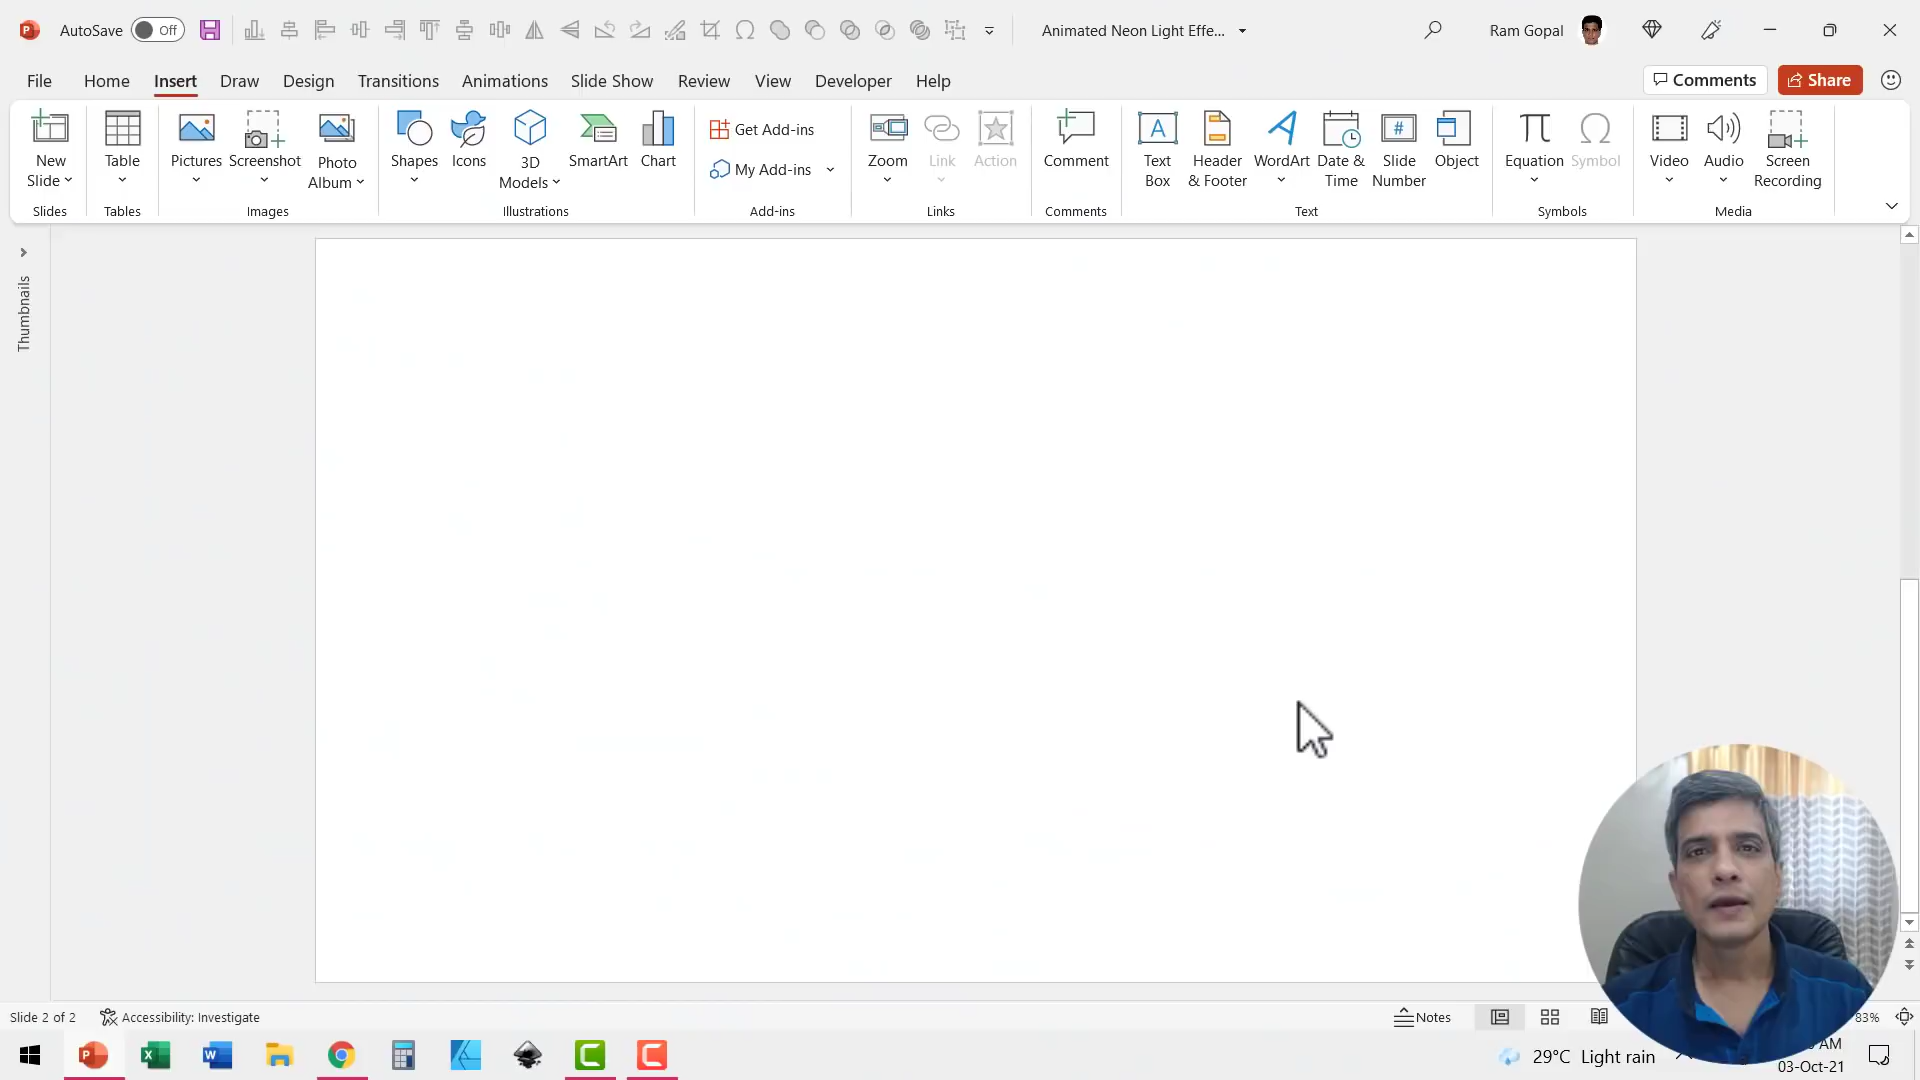 AutoSave Off Animated Neon Light Effe... Ram Gopal
File Home Insert Draw Design Transitions Animations Slide Show Review View Developer Help Comments Share
New Slide
Table
Pictures
Screenshot
Photo Album
Shapes
Icons
3D Models
SmartArt
Chart
Get Add-ins
My Add-ins
Zoom
Link
Action
Comment
Text Box
Header & Footer
WordArt
Date & Time
Slide Number
Object
Equation
Symbol
Video
Audio
Screen Recording
Slides Tables Images Illustrations Add-ins Links Comments Text Symbols Media
Thumbnails
Slide 2 of 2 Accessibility: Investigate Notes 83%
29°C Light rain AM
03-Oct-21